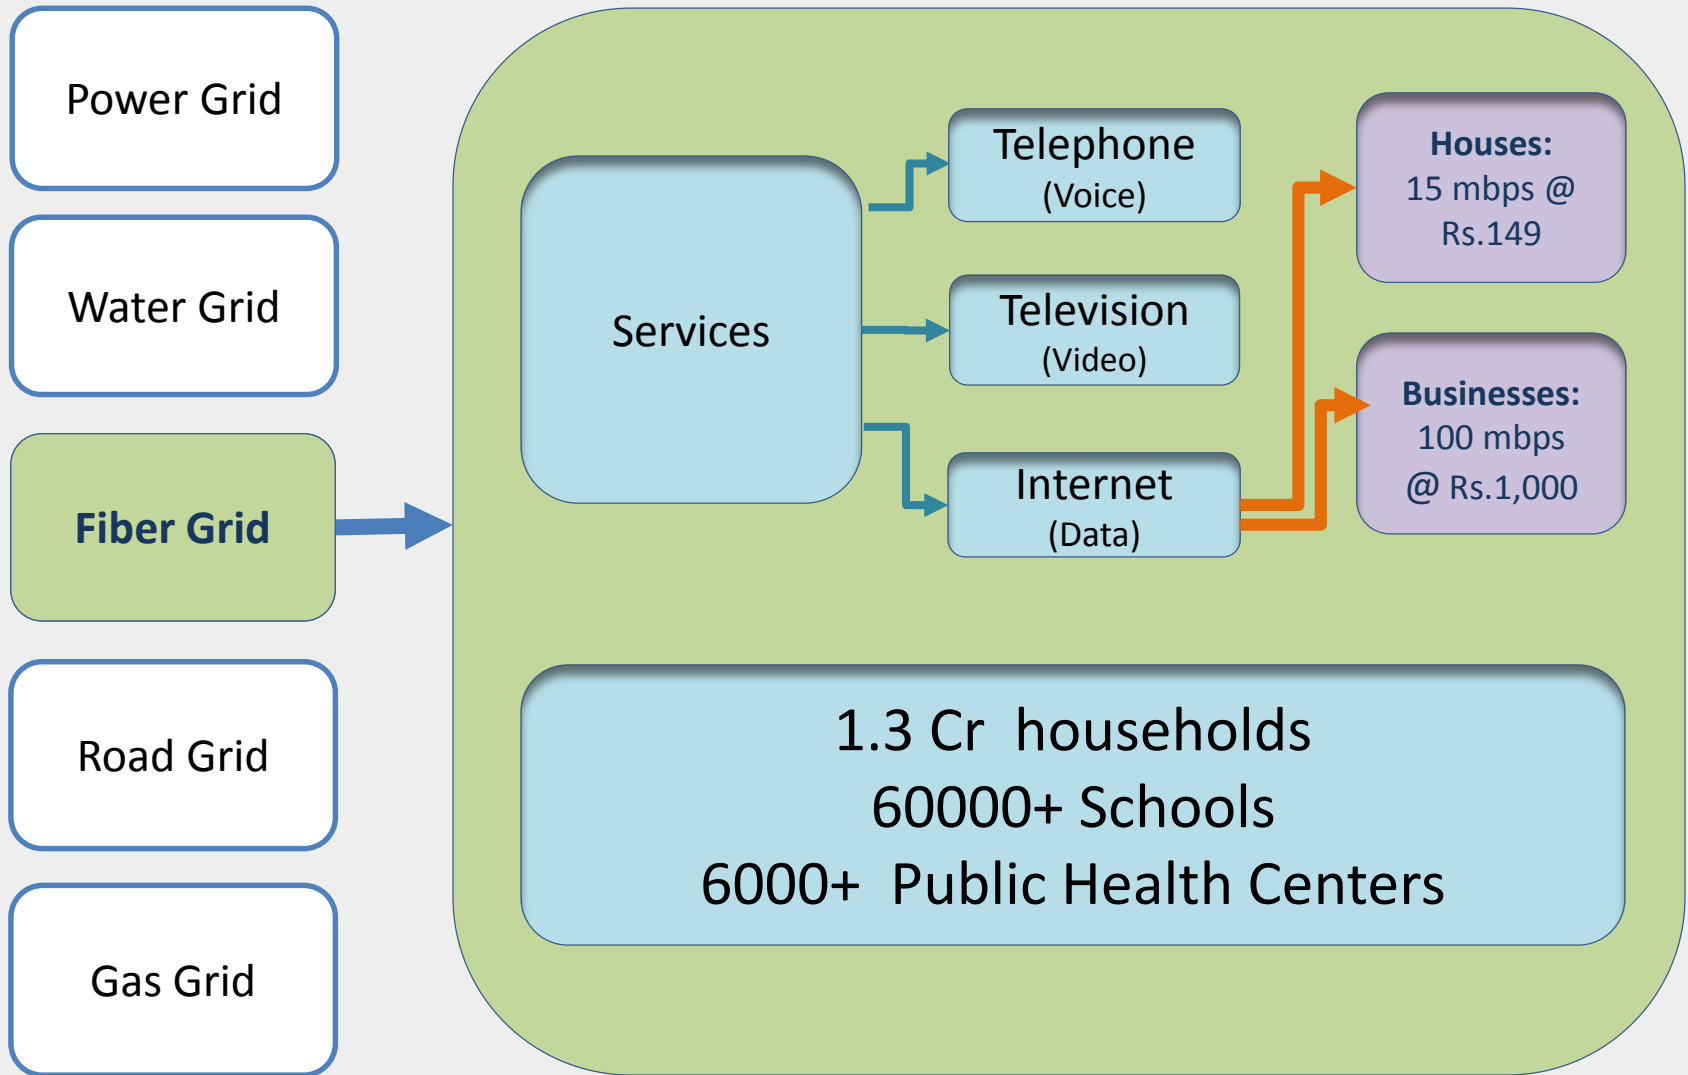 Power Grid
Water Grid
Fiber Grid
Road Grid
Gas Grid
Services
Telephone
(Voice)
Television
(Video)
Internet
(Data)
Houses:
15 mbps @
Rs.149
Businesses:
100 mbps
@ Rs.1,000
1.3 Cr households
60000+ Schools
6000+ Public Health Centers